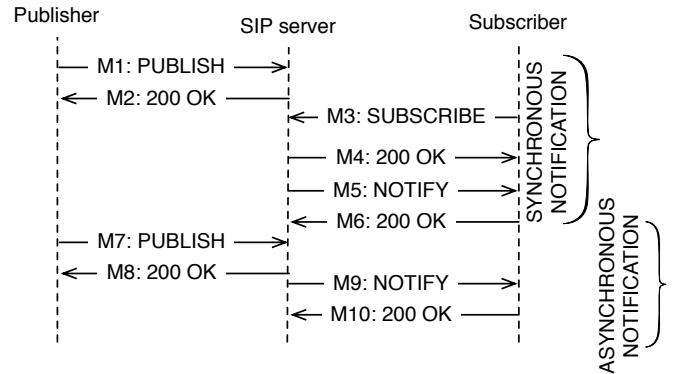 Publisher
SIP server
Subscriber
M1: PUBLISH
M2: 200 OK
M3: SUBSCRIBE
M4: 200 OK
M5: NOTIFY
M6: 200 OK
M7: PUBLISH
M8: 200 OK
M9: NOTIFY
M10: 200 OK
SYNCHRONOUS
NOTIFICATION
ASYNCHRONOUS
NOTIFICATION